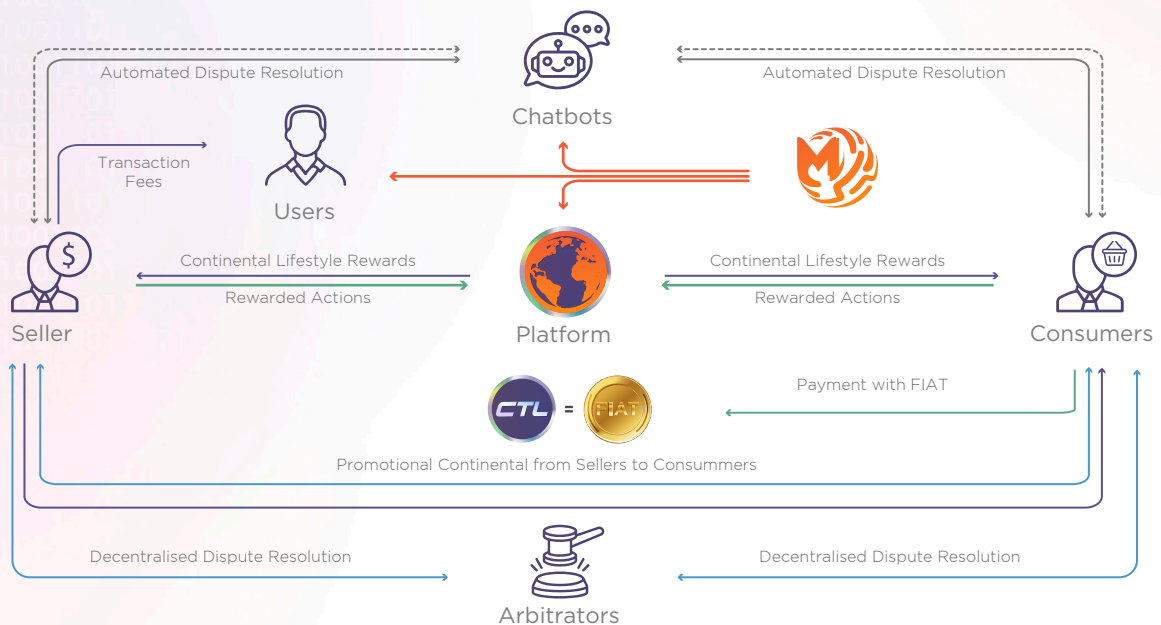 Automated Dispute Resolution
Automated Dispute Resolution
Chatbots
Transaction
Fees
Users
$
Continental Lifestyle Rewards
Continental Lifestyle Rewards
Rewarded Actions
Rewarded Actions
Seller
Platform
Consumers
Payment with FIAT
CTL = FIAT
Promotional Continental from Sellers to Consummers
Decentralised Dispute Resolution
Decentralised Dispute Resolution
Arbitrators